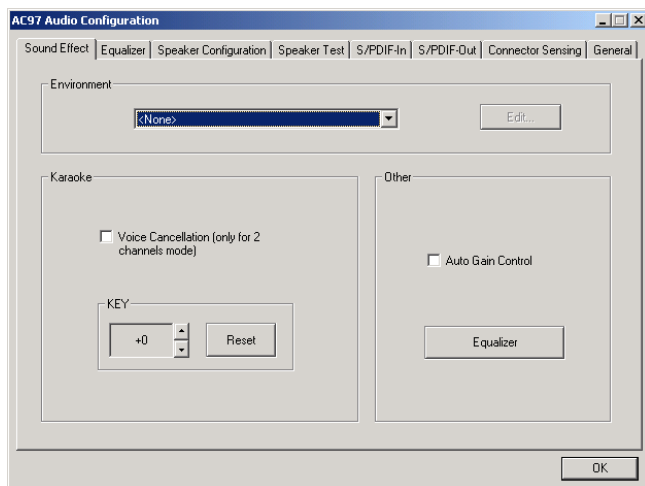 AC97 Audio Configuration
Sound Effect Equalizer Speaker Configuration Speaker Test S/PDIF-In S/PDIF-Out Connector Sensing General
Environment
<None>
Edit...
Karaoke
Voice Cancellation (only for 2
channels mode)
KEY
+0
Reset
Other
Auto Gain Control
Equalizer
OK